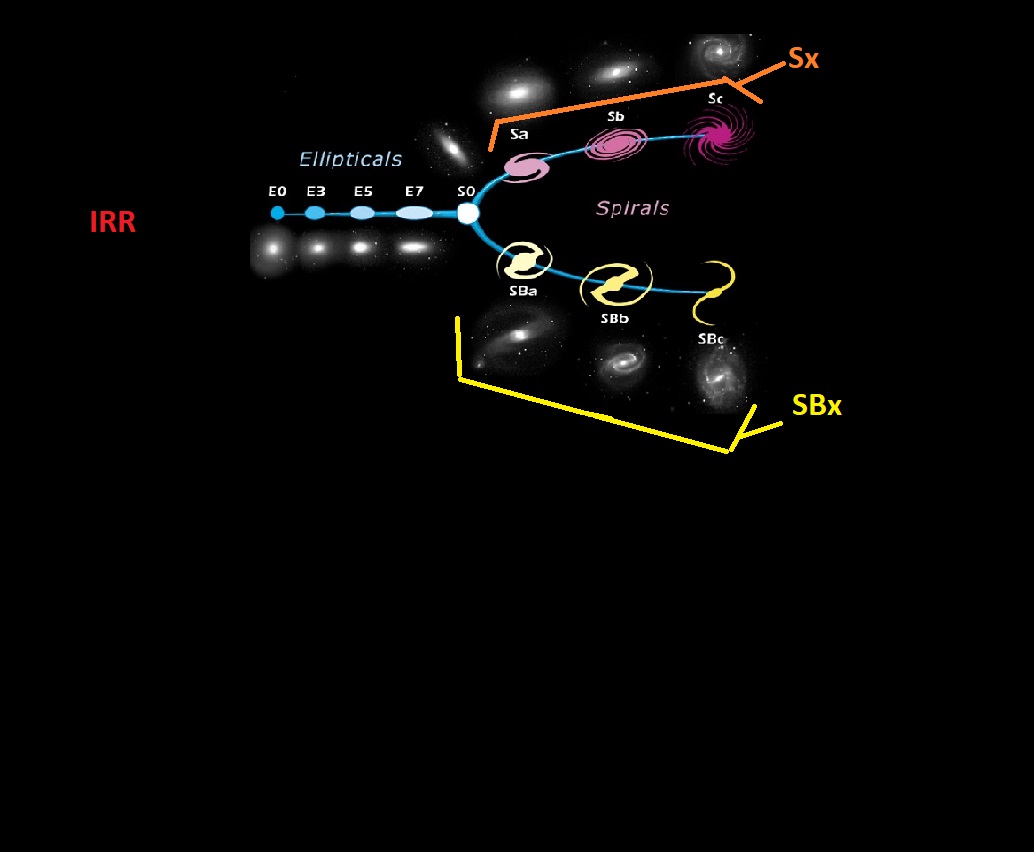 Sx
Sc
Sb
Sa
Ellipticals
E0 E3 E5 E7 S0
Spirals
IRR
SBa
SBb
SBc
SBx